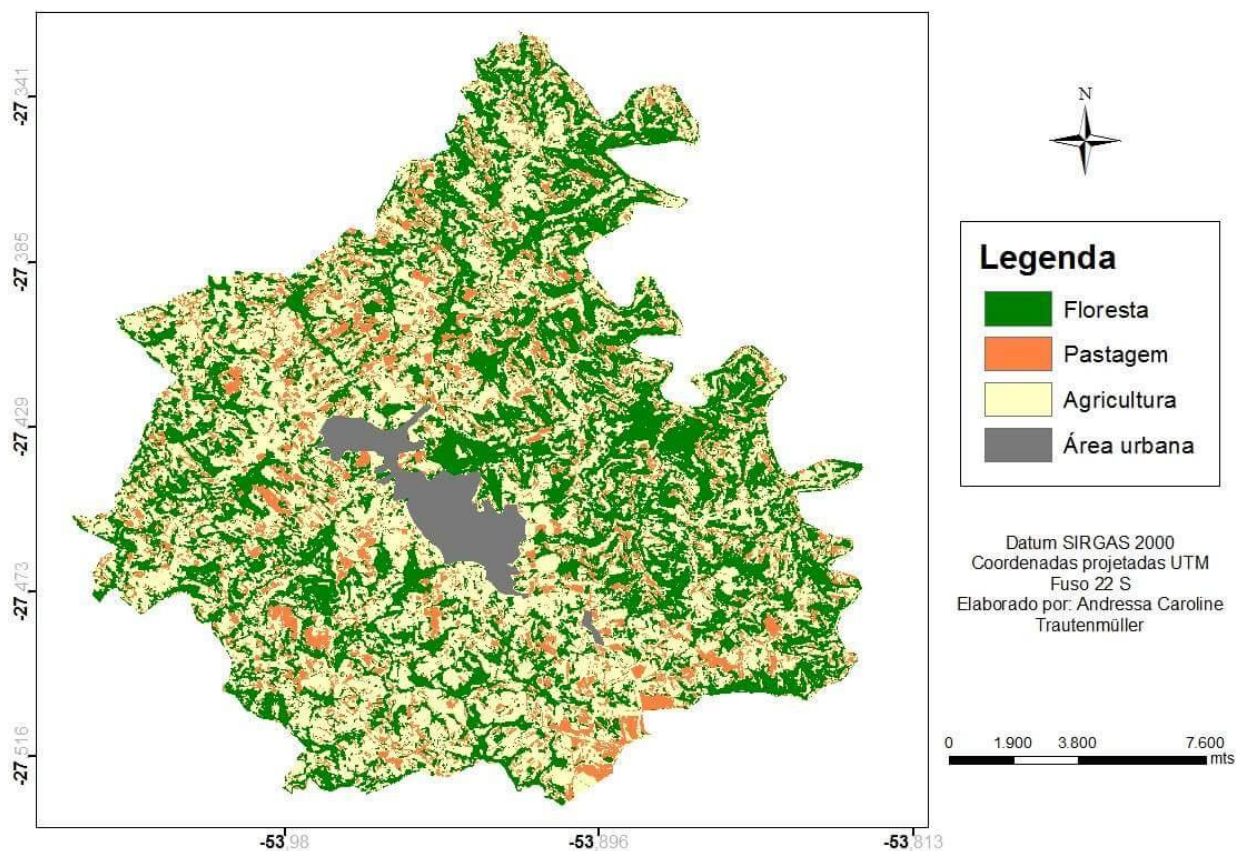 -27,341
-27,385
-27,429
-27,473
-27,516
-53,98
-53,896
-53,813
N
Legenda
Floresta
Pastagem
Agricultura
Área urbana
Datum SIRGAS 2000
Coordenadas projetadas UTM
Fuso 22 S
Elaborado por: Andressa Caroline
Trautenmüller
0 1.900 3.800 7.600
mts